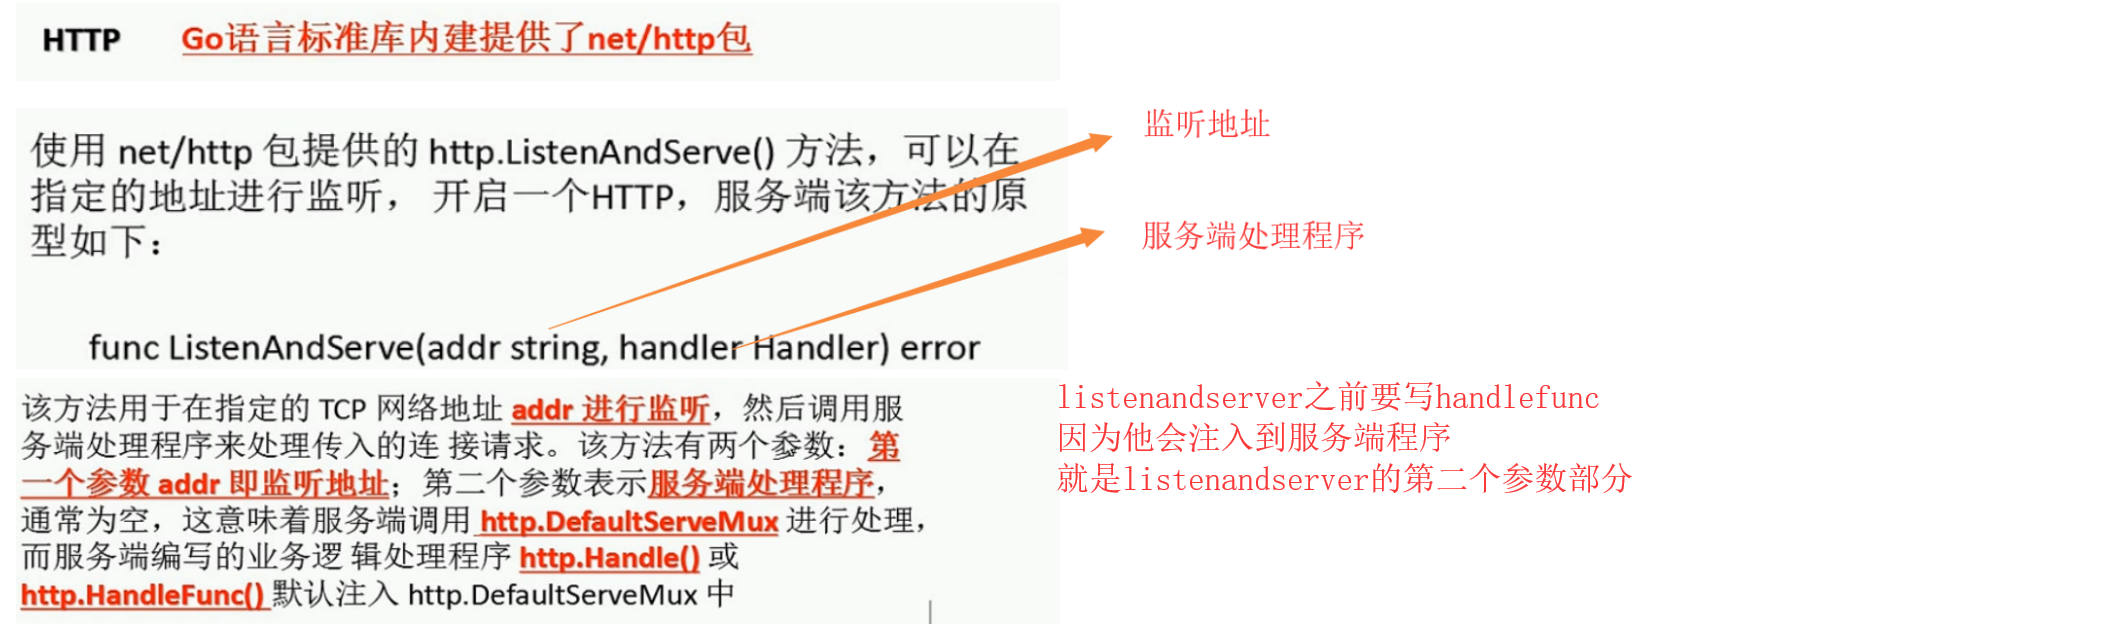 HTTP Go语言标准库内建提供了net/http包
使用 net/http 包提供的 http.ListenAndServe() 方法，可以在
指定的地址进行监听， 开启一个HTTP，服务端该方法的原
型如下：
监听地址
服务端处理程序
func ListenAndServe(addr string, handler Handler) error
该方法用于在指定的 TCP 网络地址 addr 进行监听，然后调用服
务端处理程序来处理传入的连 接请求。该方法有两个参数：第
一个参数 addr 即监听地址；第二个参数表示服务端处理程序，
通常为空，这意味着服务端调用 http.DefaultServeMux 进行处理，
而服务端编写的业务逻 辑处理程序 http.Handle() 或
http.HandleFunc() 默认注入 http.DefaultServeMux 中
listenandserver之前要写handlefunc
因为他会注入到服务端程序
就是listenandserver的第二个参数部分